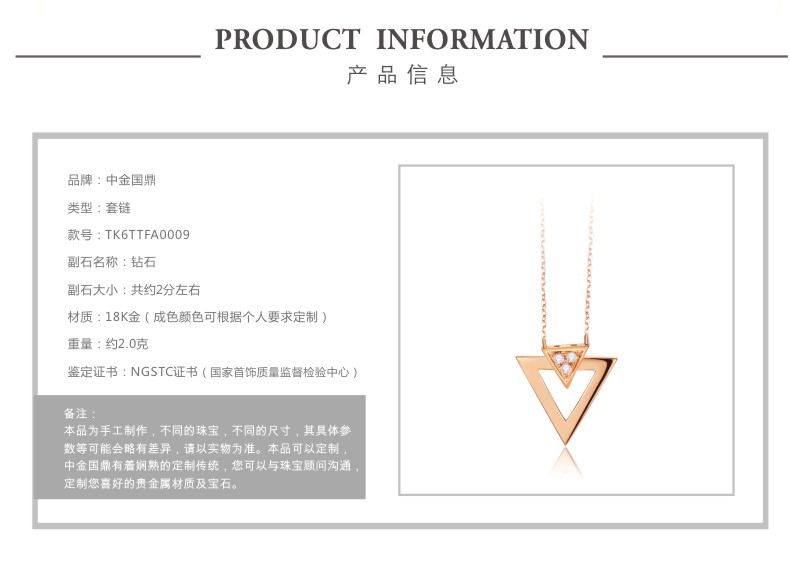 PRODUCT INFORMATION
产品信息
品牌：中金国鼎
类型：套链
款号：TK6TTFA0009
副石名称：钻石
副石大小：共约2分左右
材质：18K金（成色颜色可根据个人要求定制）
重量：约2.0克
鉴定证书：NGSTC证书（国家首饰质量监督检验中心）
备注：
本品为手工制作，不同的珠宝，不同的尺寸，其具体参
数等可能会略有差异，请以实物为准。本品可以定制，
中金国鼎有着娴熟的定制传统，您可以与珠宝顾问沟通，
定制您喜好的贵金属材质及宝石。